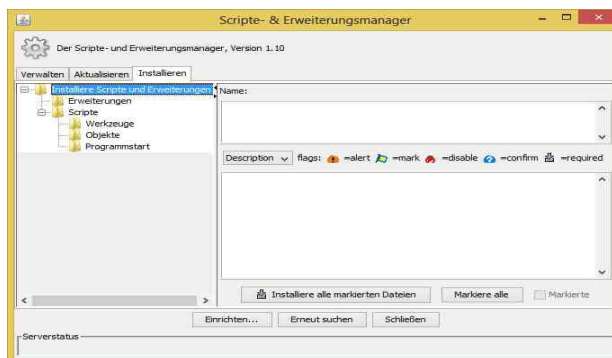 Scripte- & Erweiterungsmanager
Der Scripte- und Erweiterungsmanager, Version 1.10
Verwalten Aktualisieren Installieren
Installiere Scripte und Erweiterungen
Erweiterungen
Scripte
Werkzeuge
Objekte
Programmstart
Name:
Description flags: =alert =mark =disable =confirm =required
Installiere alle markierten Dateien Markiere alle Markierte
Einrichten... Erneut suchen Schließen
Serverstatus